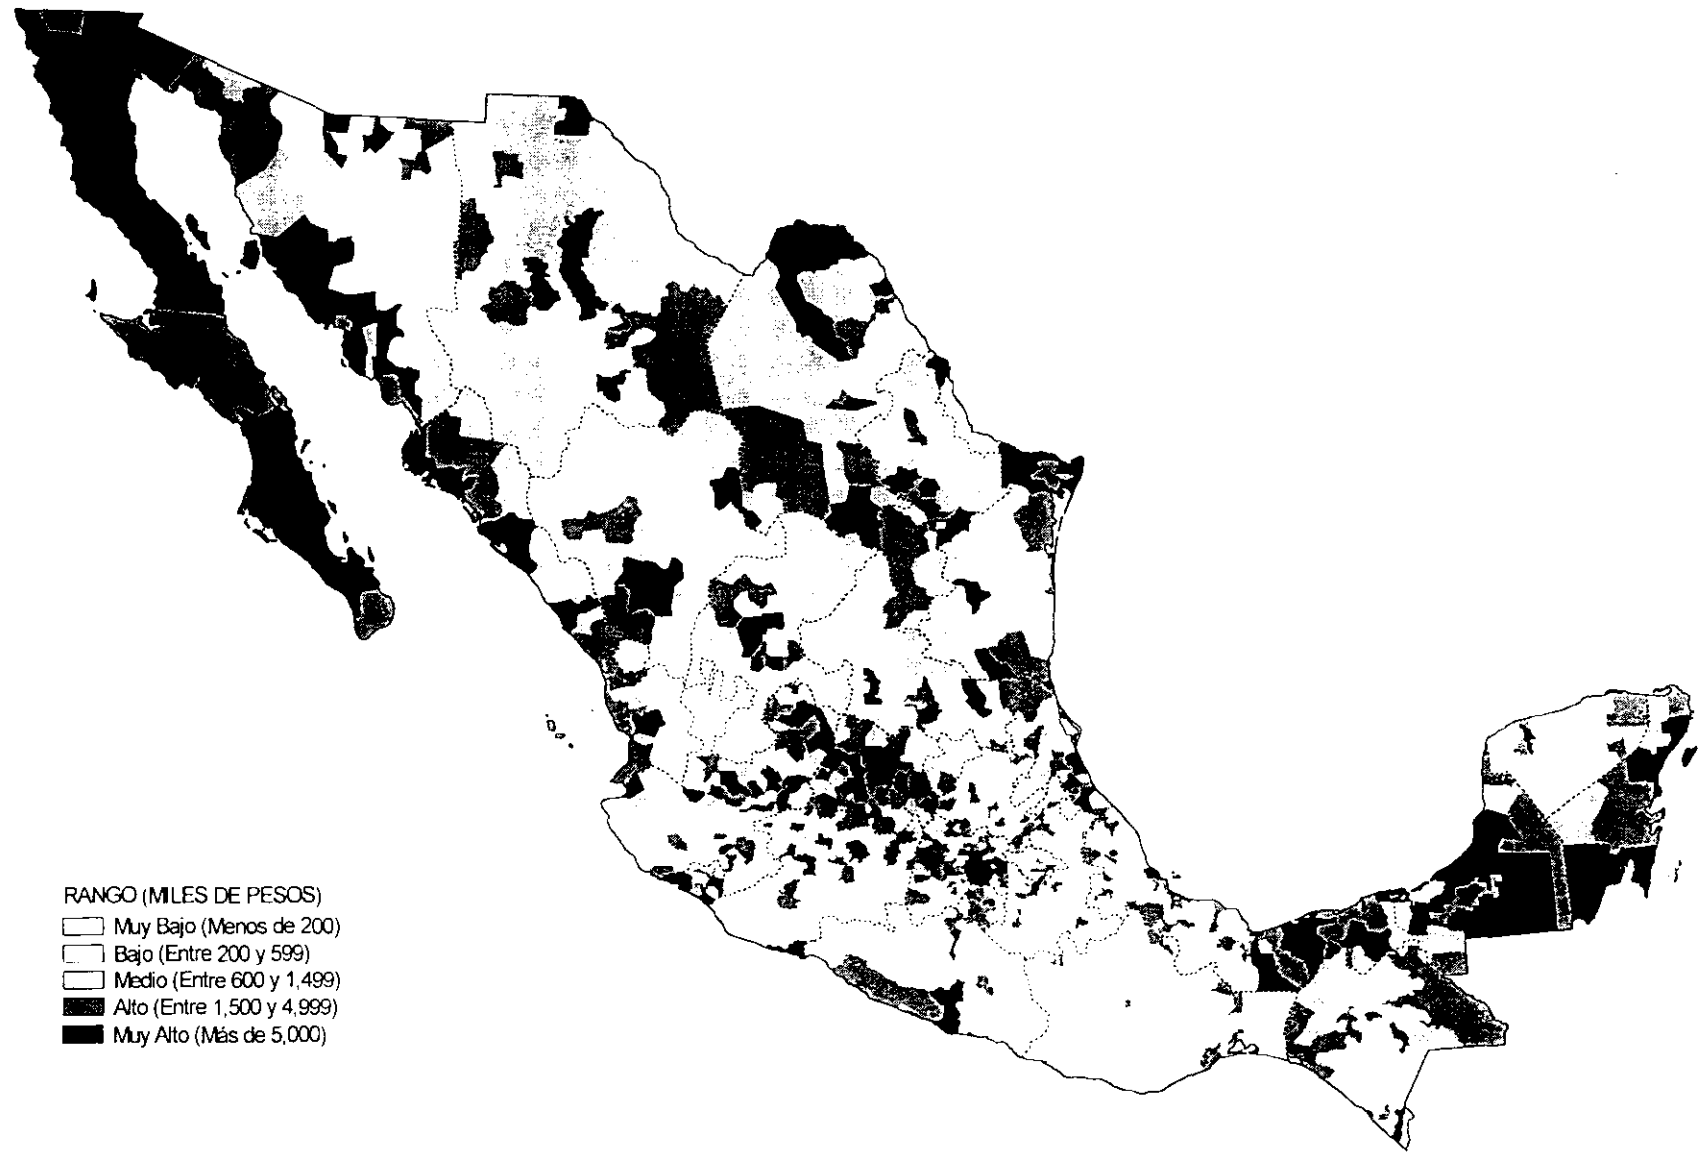 RANGO (MILES DE PESOS)
Muy Bajo (Menos de 200)
Bajo (Entre 200 y 599)
Medio (Entre 600 y 1,499)
Alto (Entre 1,500 y 4,999)
Muy Alto (Más de 5,000)